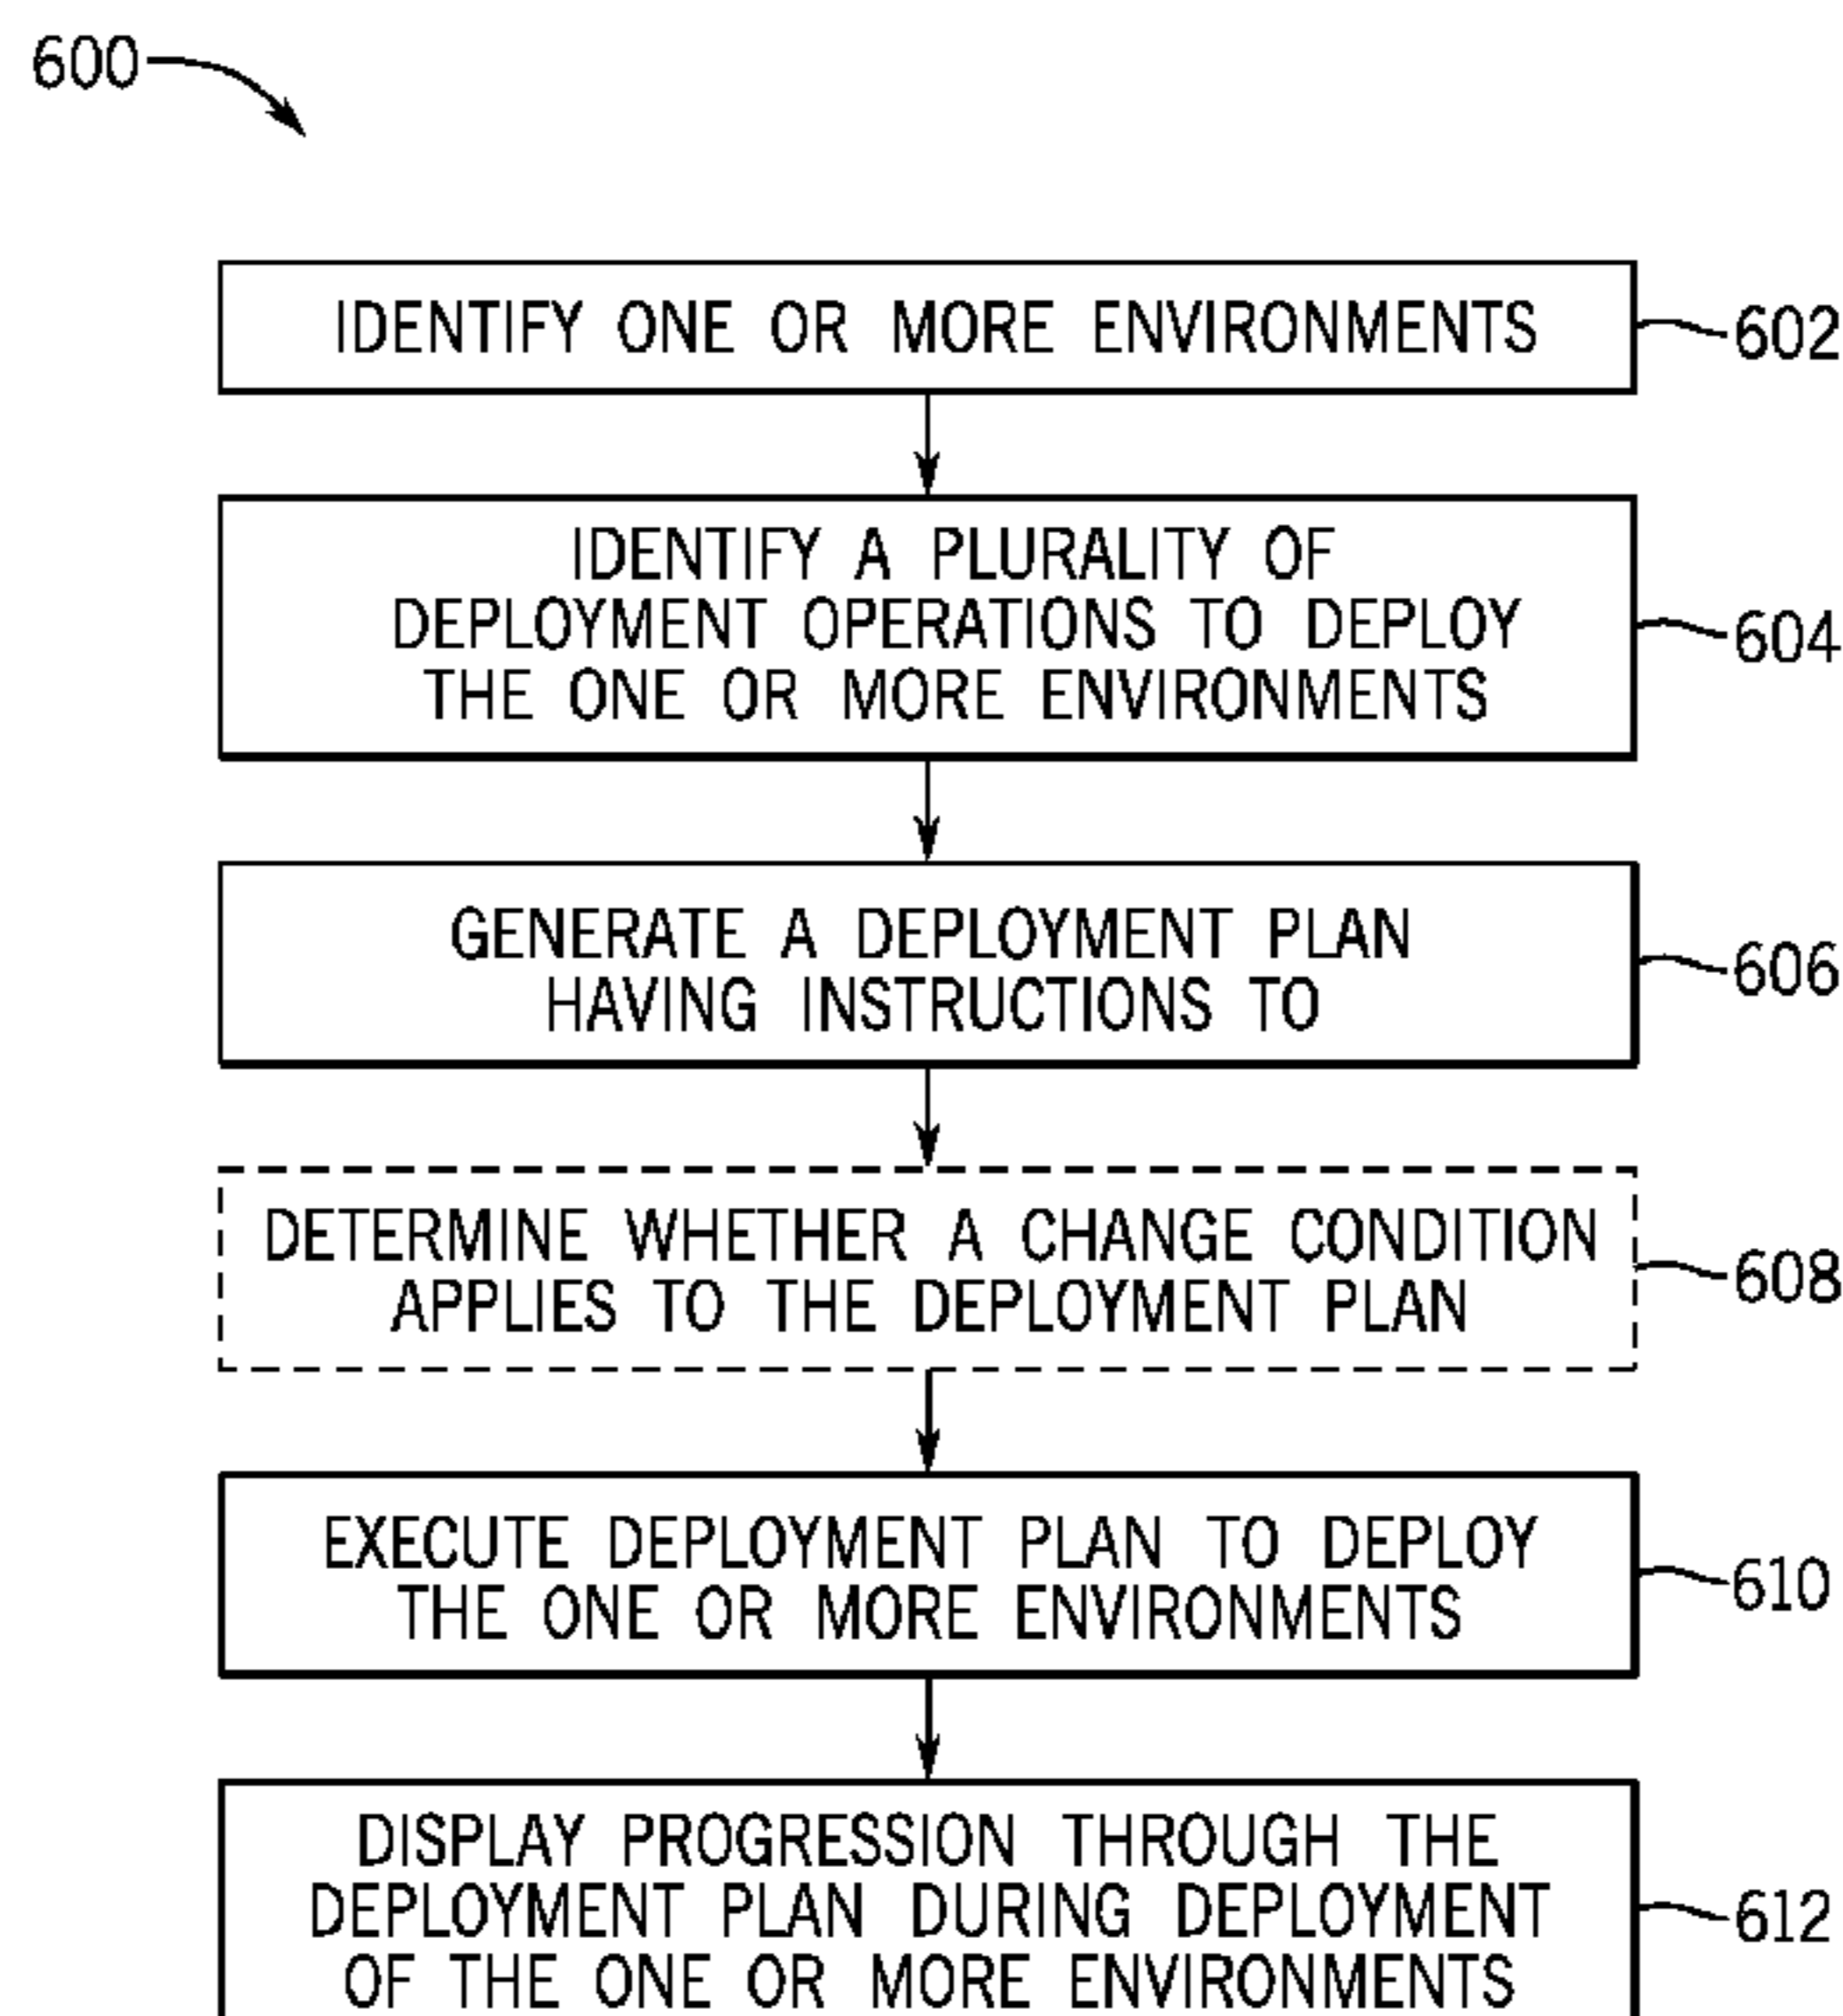 600
IDENTIFY ONE OR MORE ENVIRONMENTS
602
IDENTIFY A PLURALITY OF
DEPLOYMENT OPERATIONS TO DEPLOY
THE ONE OR MORE ENVIRONMENTS
604
GENERATE A DEPLOYMENT PLAN
HAVING INSTRUCTIONS TO
606
DETERMINE WHETHER A CHANGE CONDITION
APPLIES TO THE DEPLOYMENT PLAN
608
EXECUTE DEPLOYMENT PLAN TO DEPLOY
THE ONE OR MORE ENVIRONMENTS
610
DISPLAY PROGRESSION THROUGH THE
DEPLOYMENT PLAN DURING DEPLOYMENT
OF THE ONE OR MORE ENVIRONMENTS
612